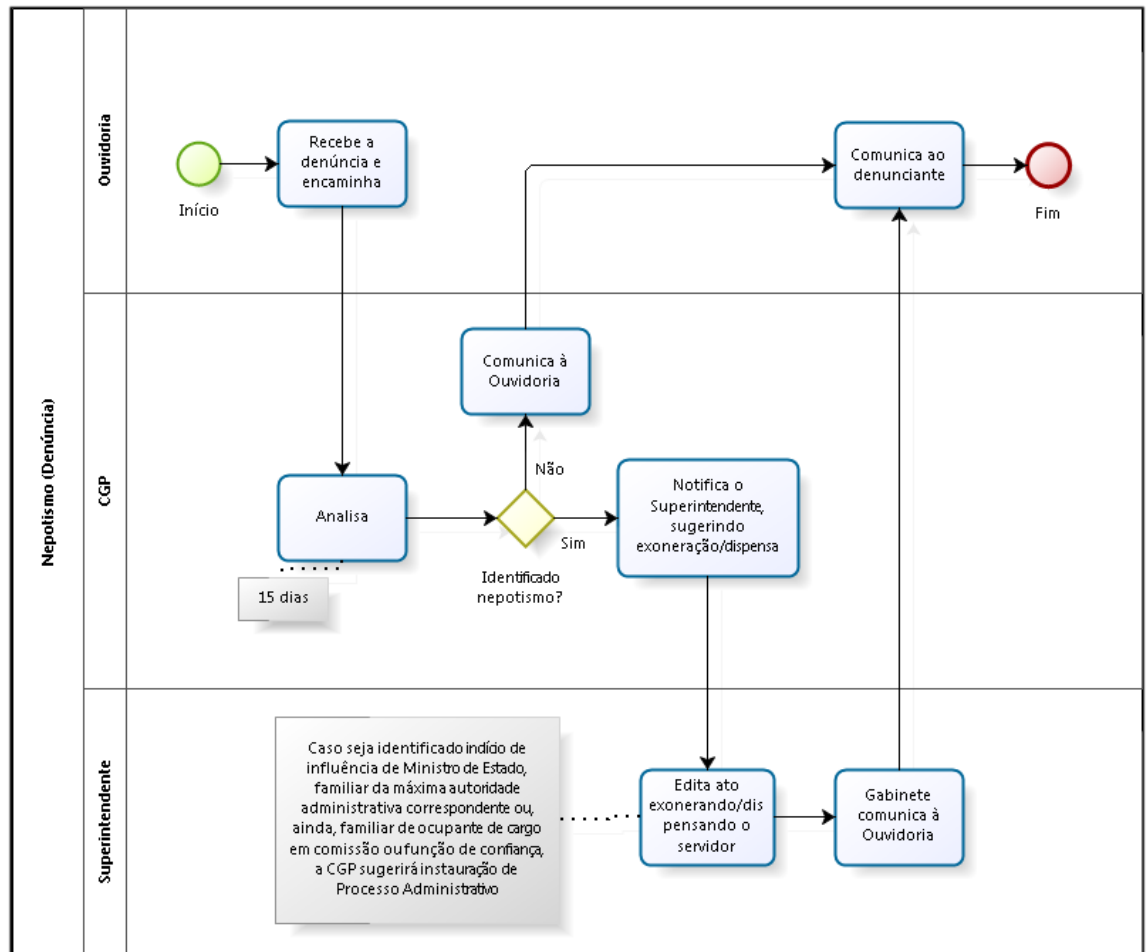 Nepotismo (Denúncia)
Ouvidoria
Início
Recebe a
denúncia e
encaminha
Comunica ao
denunciante
Fim
CGP
Comunica à
Ouvidoria
Não
Analisa
15 dias
Sim
Identificado
nepotismo?
Notifica o
Superintendente,
sugerindo
exoneração/dispensa
Superintendente
Caso seja identificado indício de
influência de Ministro de Estado,
familiar da máxima autoridade
administrativa correspondente ou,
ainda, familiar de ocupante de cargo
em comissão ou função de confiança,
a CGP sugerirá instauração de
Processo Administrativo
Edita ato
exonerando/dis
pensando o
servidor
Gabinete
comunica à
Ouvidoria